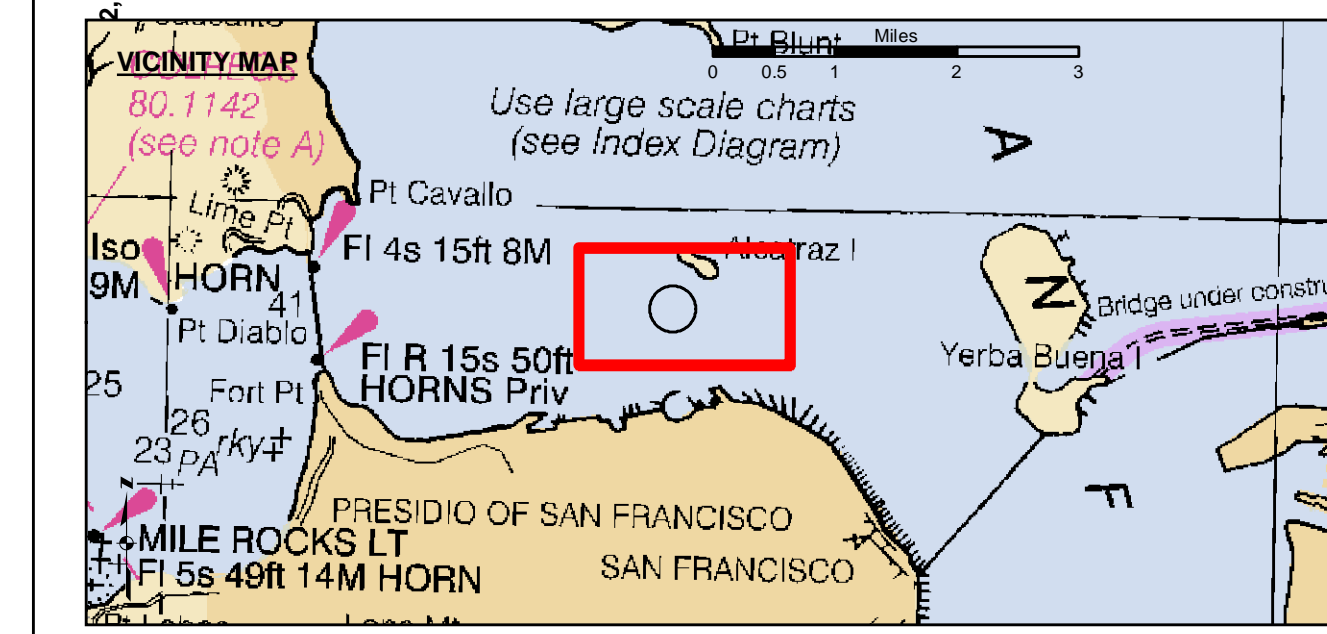 VICINITY MAP
COLREGS
80.1142
(see note A)
Pt Blunt
Miles
0 0.5 1 2 3
Use large scale charts
(see Index Diagram)
A
Pt Cavallo
Lime Pt
Fl 4s 15ft 8M
Alcatraz I
Iso
9M
HORN
41
N
Bridge under constru
Pt Diablo
Yerba Buena I
Fl R 15s 50ft
HORNS Priv
25
Fort Pt
26
23
PA
rky
F
N
PRESIDIO OF SAN FRANCISCO
MILE ROCKS LT
SAN FRANCISCO
Fl 5s 49ft 14M HORN